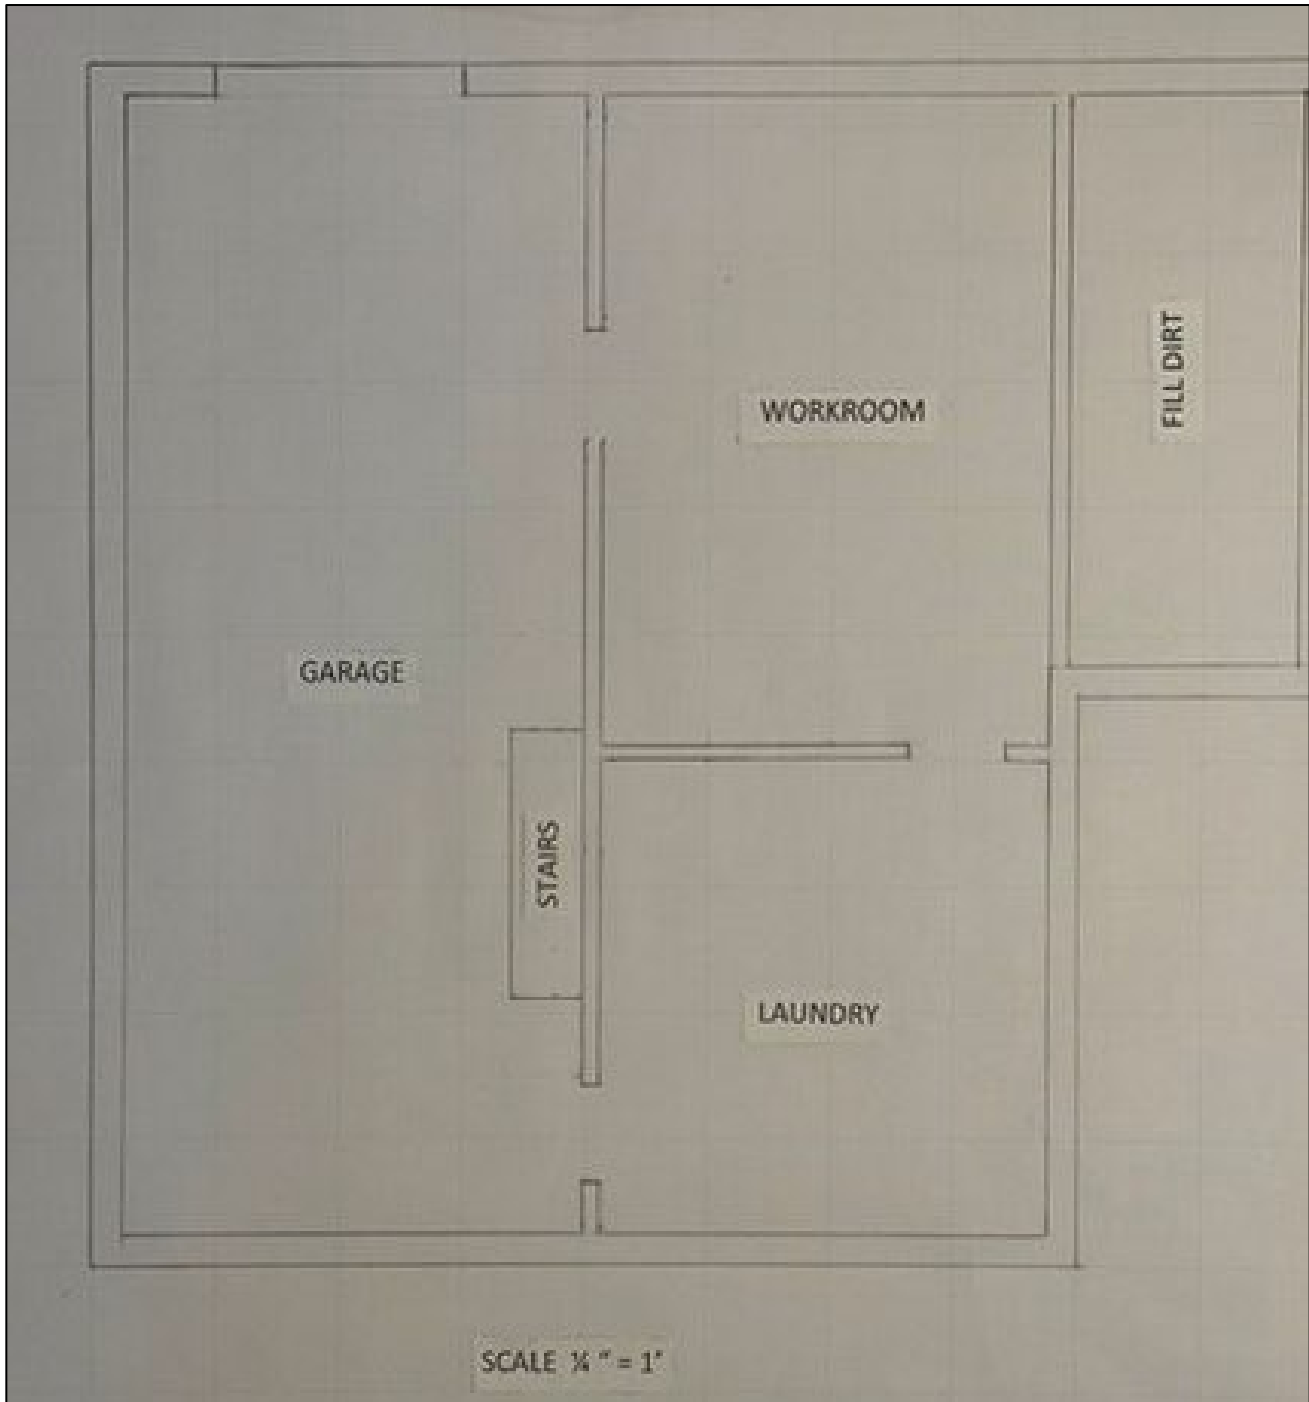 WORKROOM
FILL DIRT
GARAGE
STAIRS
LAUNDRY
SCALE ¼ " = 1'